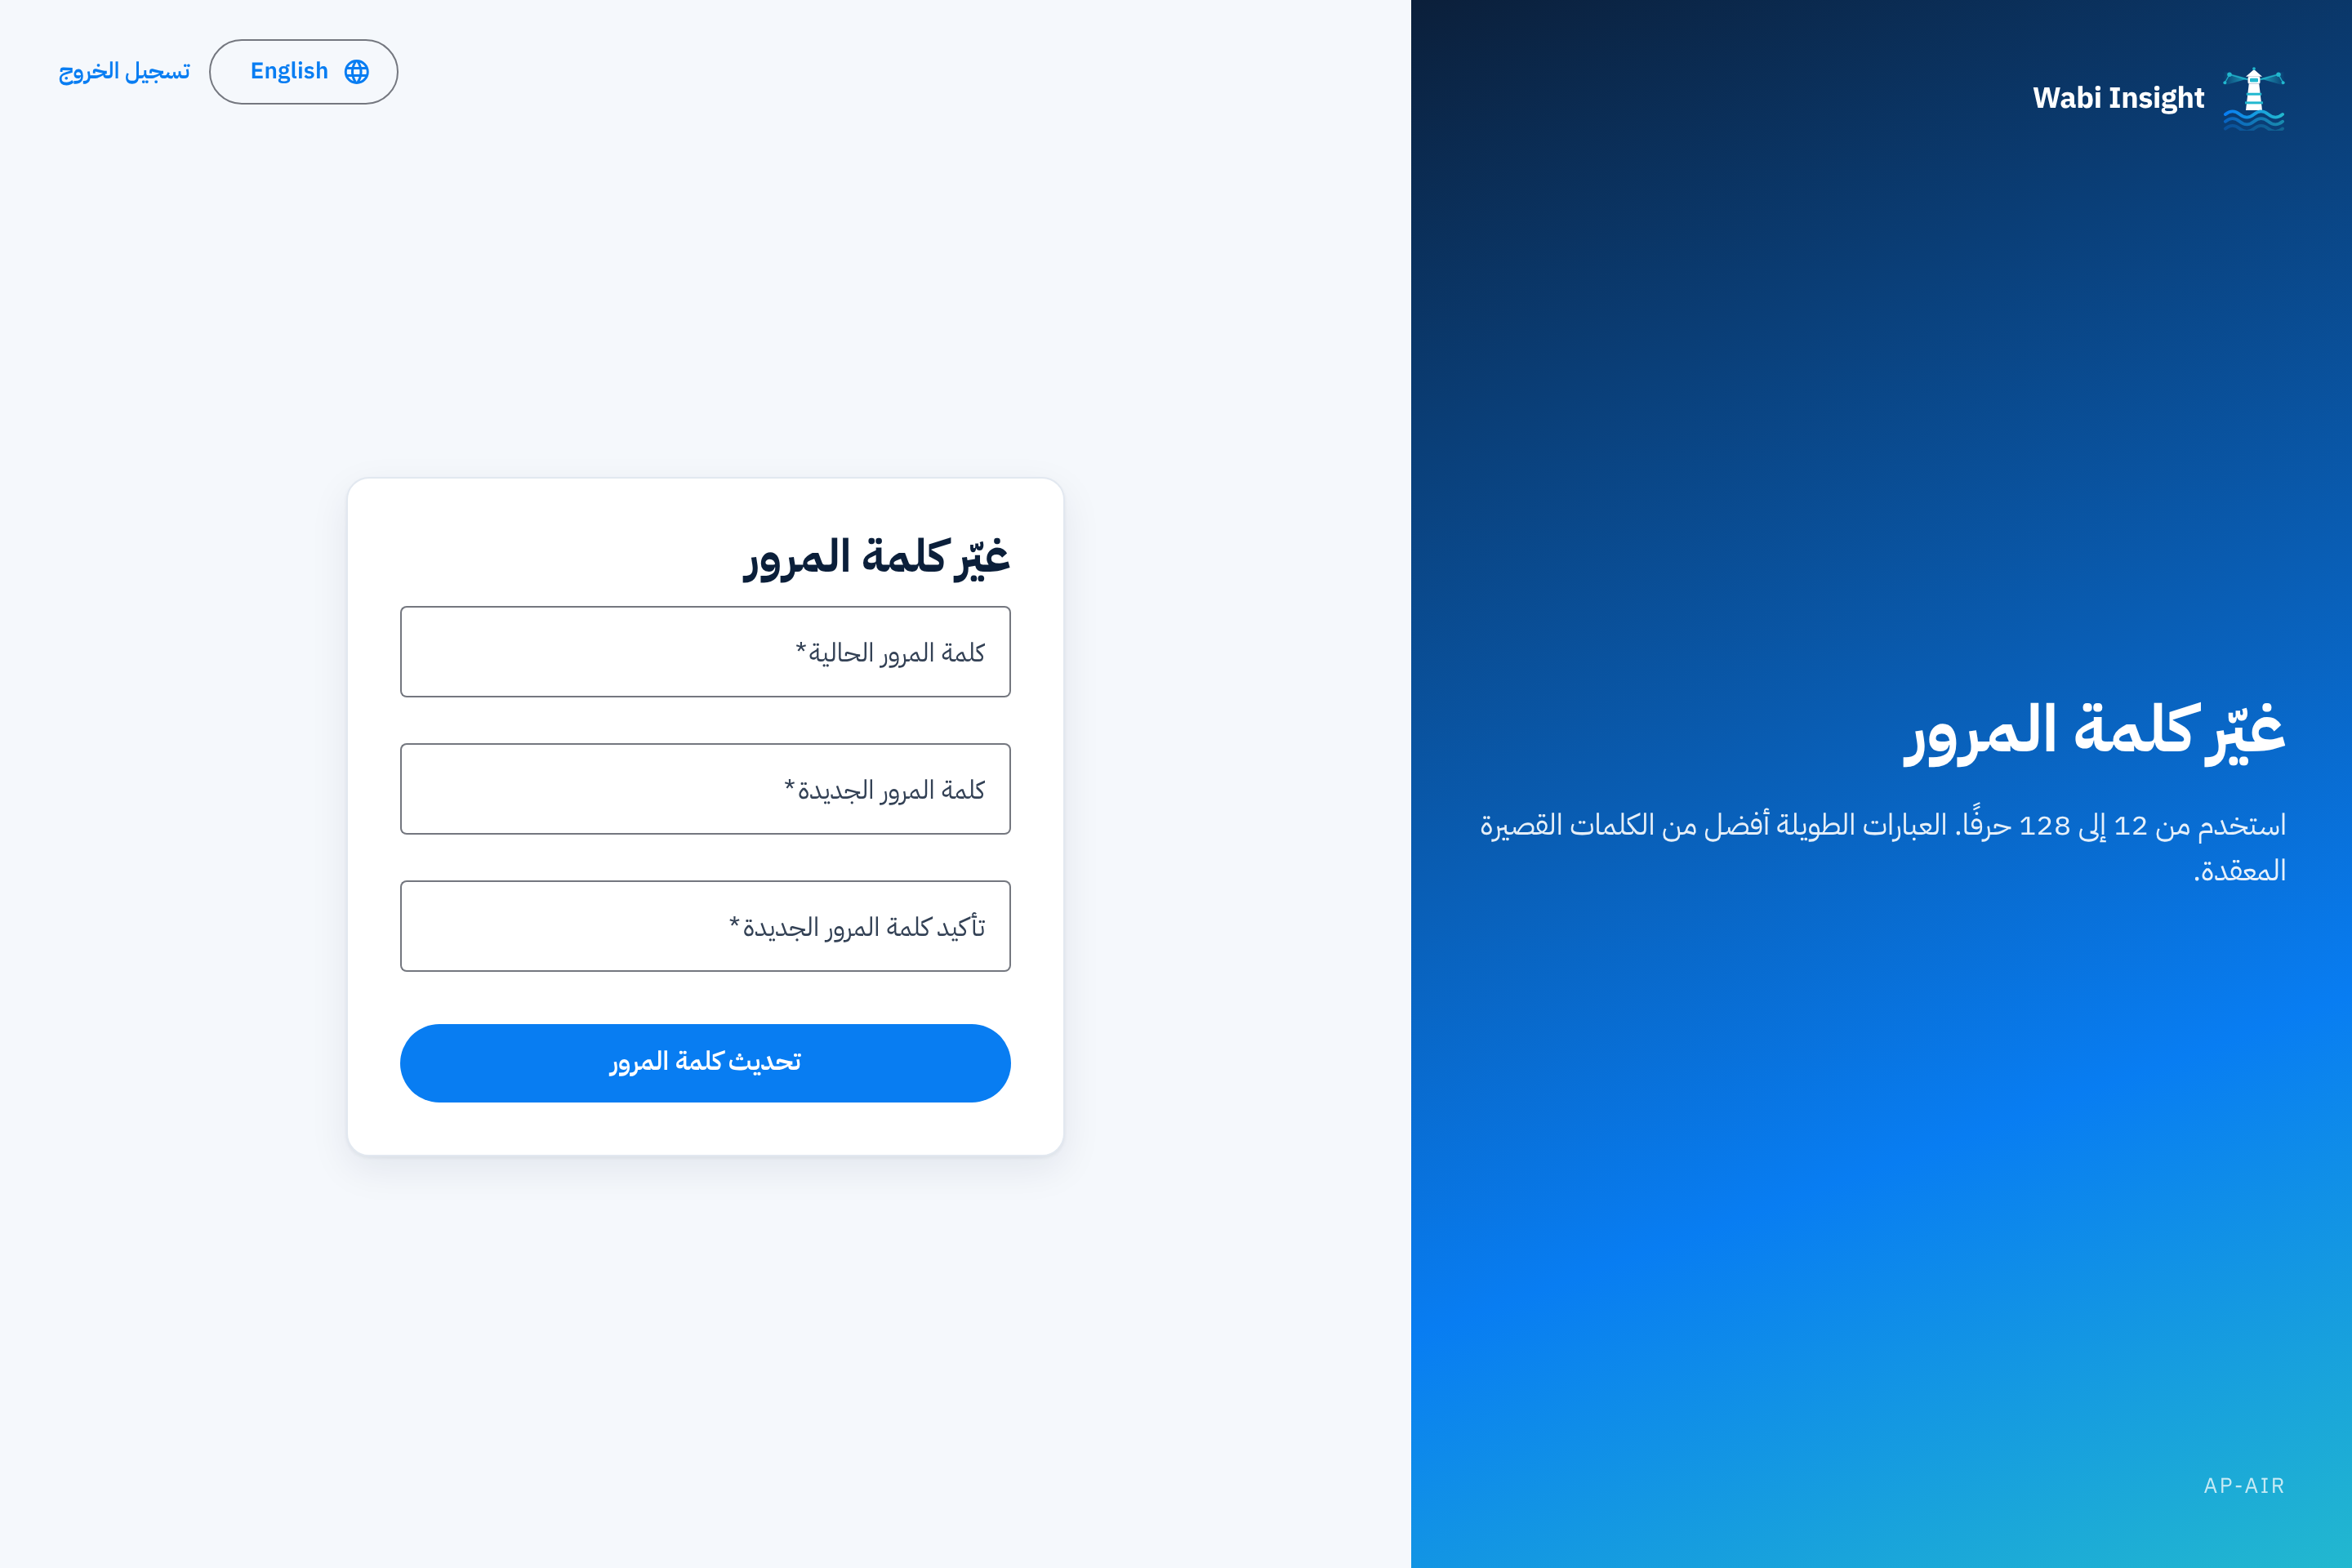 Wabi Insight
غيّر كلمة المرور
استخدم من 12 إلى 128 حرفًا. العبارات الطويلة أفضل من الكلمات القصيرة
المعقدة.
AP-AIR
English
تسجيل الخروج
غيّر كلمة المرور
كلمة المرور الحالية*
كلمة المرور الجديدة*
تأكيد كلمة المرور الجديدة*
تحديث كلمة المرور